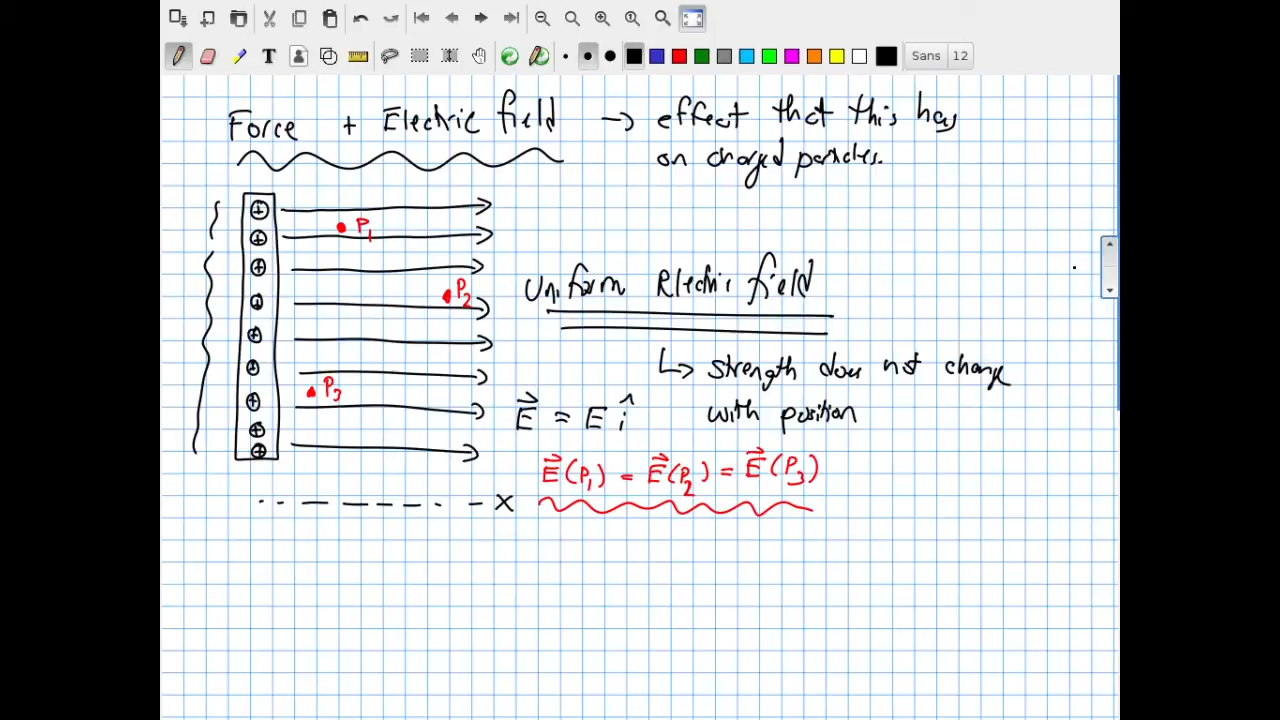 Sans 12
Force + Electric field → effect that this has
on charged particles.
P1
P2
Uniform Electric field
P3
↳ strength does not change
with position
E⃗ = E î
E⃗(P1) = E⃗(P2) = E⃗(P3)
x